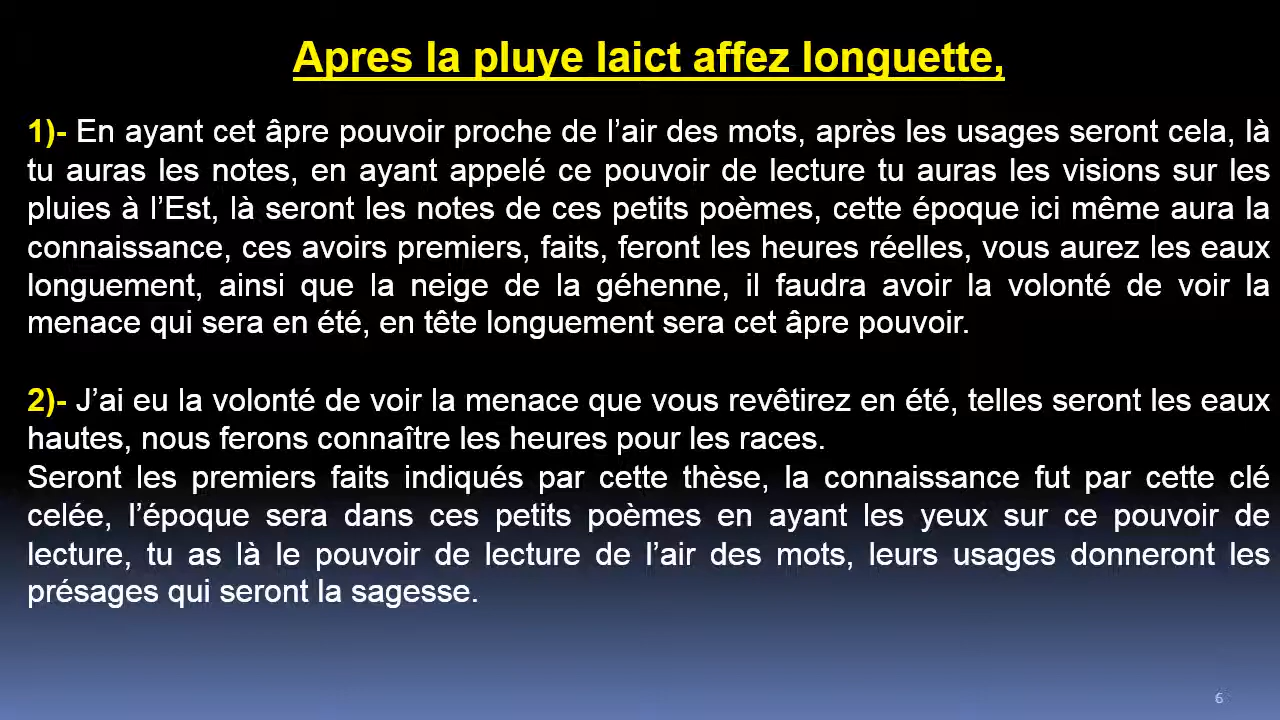 Apres la pluye laict affez longuette,
1)- En ayant cet âpre pouvoir proche de l’air des mots, après les usages seront cela, là
tu auras les notes, en ayant appelé ce pouvoir de lecture tu auras les visions sur les
pluies à l’Est, là seront les notes de ces petits poèmes, cette époque ici même aura la
connaissance, ces avoirs premiers, faits, feront les heures réelles, vous aurez les eaux
longuement, ainsi que la neige de la géhenne, il faudra avoir la volonté de voir la
menace qui sera en été, en tête longuement sera cet âpre pouvoir.
2)- J’ai eu la volonté de voir la menace que vous revêtirez en été, telles seront les eaux
hautes, nous ferons connaître les heures pour les races.
Seront les premiers faits indiqués par cette thèse, la connaissance fut par cette clé
celée, l’époque sera dans ces petits poèmes en ayant les yeux sur ce pouvoir de
lecture, tu as là le pouvoir de lecture de l’air des mots, leurs usages donneront les
présages qui seront la sagesse.
6